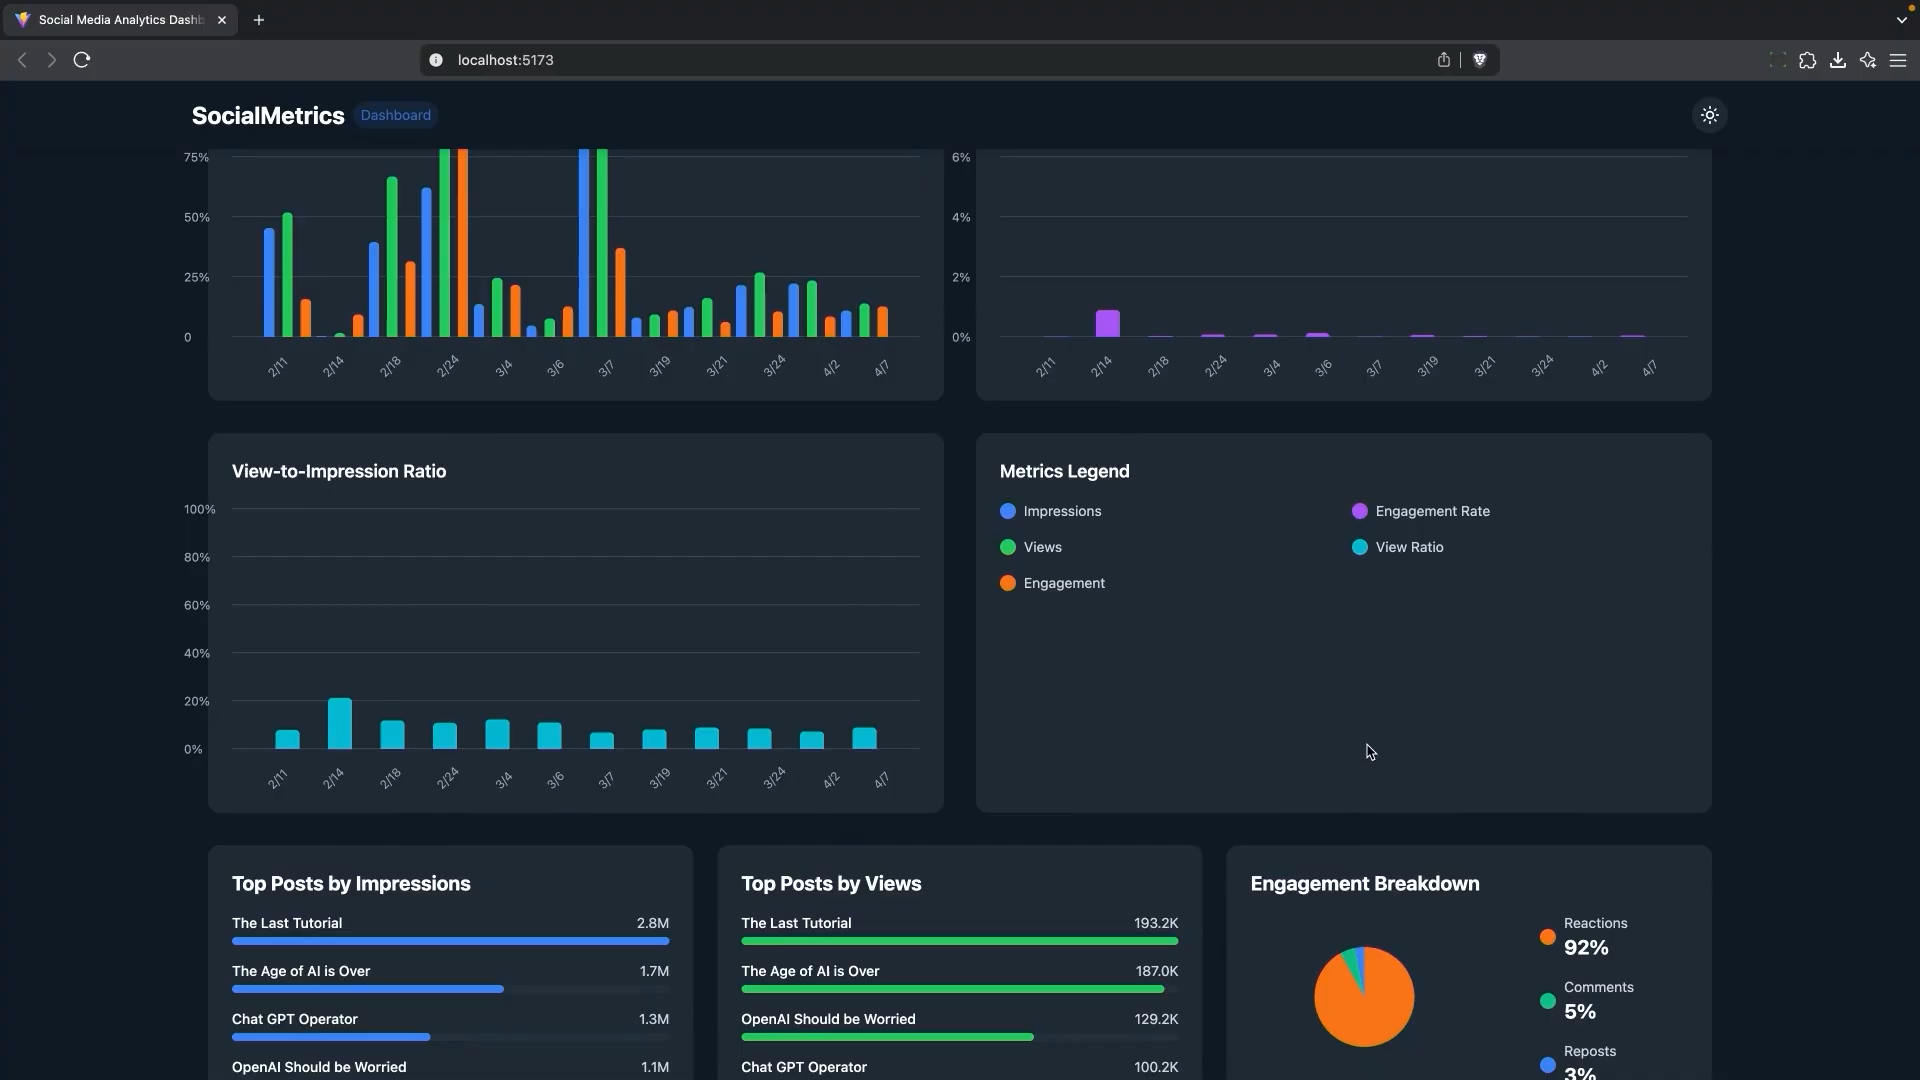 Social Media Analytics Dashb
localhost:5173
SocialMetrics Dashboard
75%
50%
25%
0
2/11 2/14 2/18 2/24 3/4 3/6 3/7 3/19 3/21 3/24 4/2 4/7
6%
4%
2%
0%
2/11 2/14 2/18 2/24 3/4 3/6 3/7 3/19 3/21 3/24 4/2 4/7
View-to-Impression Ratio
100%
80%
60%
40%
20%
0%
2/11 2/14 2/18 2/24 3/4 3/6 3/7 3/19 3/21 3/24 4/2 4/7
Metrics Legend
Impressions
Engagement Rate
Views
View Ratio
Engagement
Top Posts by Impressions
The Last Tutorial 2.8M
The Age of AI is Over 1.7M
Chat GPT Operator 1.3M
OpenAI Should be Worried 1.1M
Top Posts by Views
The Last Tutorial 193.2K
The Age of AI is Over 187.0K
OpenAI Should be Worried 129.2K
Chat GPT Operator 100.2K
Engagement Breakdown
Reactions
92%
Comments
5%
Reposts
3%